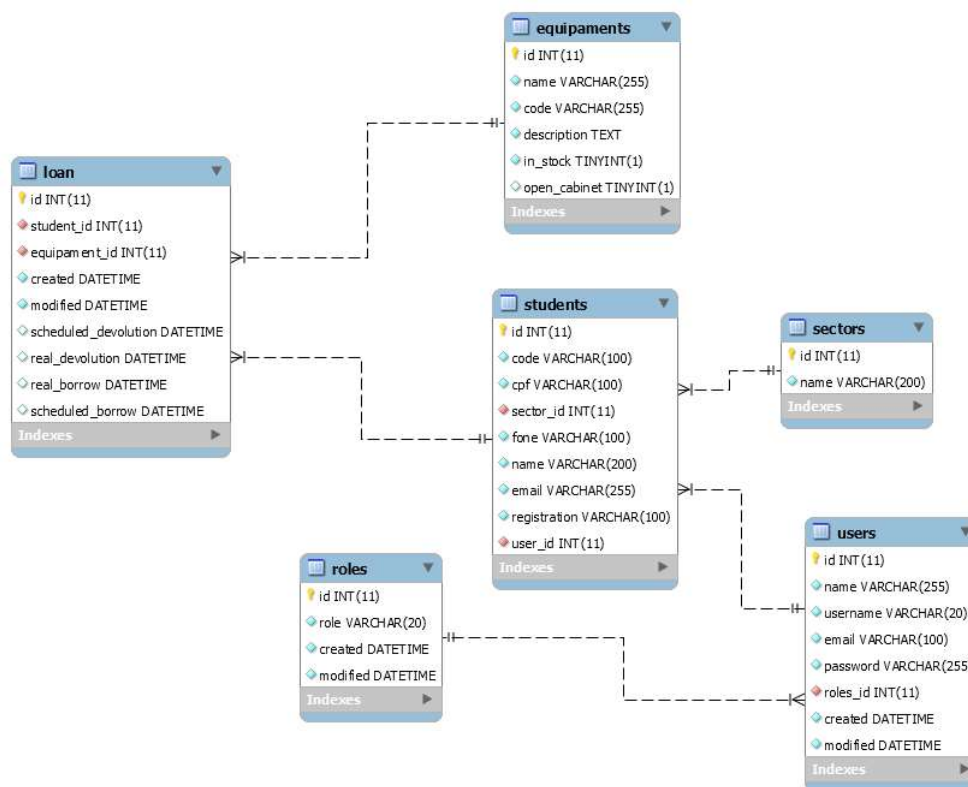 equipaments
id INT(11)
name VARCHAR(255)
code VARCHAR(255)
description TEXT
in_stock TINYINT(1)
open_cabinet TINYINT(1)
Indexes
loan
id INT(11)
student_id INT(11)
equipament_id INT(11)
created DATETIME
modified DATETIME
scheduled_devolution DATETIME
real_devolution DATETIME
real_borrow DATETIME
scheduled_borrow DATETIME
Indexes
students
id INT(11)
code VARCHAR(100)
cpf VARCHAR(100)
sector_id INT(11)
fone VARCHAR(100)
name VARCHAR(200)
email VARCHAR(255)
registration VARCHAR(100)
user_id INT(11)
Indexes
sectors
id INT(11)
name VARCHAR(200)
Indexes
roles
id INT(11)
role VARCHAR(20)
created DATETIME
modified DATETIME
Indexes
users
id INT(11)
name VARCHAR(255)
username VARCHAR(20)
email VARCHAR(100)
password VARCHAR(255
roles_id INT(11)
created DATETIME
modified DATETIME
Indexes